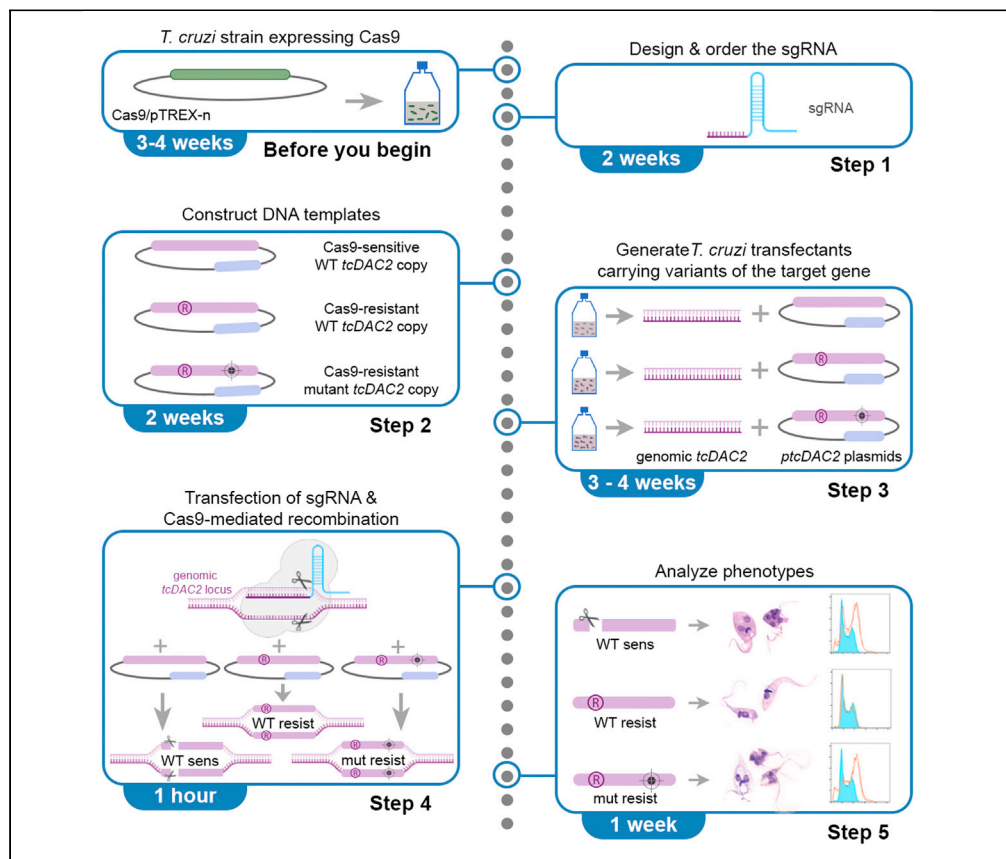 T. cruzi strain expressing Cas9
Cas9/pTREX-n
3-4 weeks
Before you begin
Design & order the sgRNA
sgRNA
2 weeks
Step 1
Construct DNA templates
Cas9-sensitive
WT tcDAC2 copy
R
Cas9-resistant
WT tcDAC2 copy
R
Cas9-resistant
mutant tcDAC2 copy
2 weeks
Step 2
Generate T. cruzi transfectants
carrying variants of the target gene
+
+
R
+
R
genomic tcDAC2
ptcDAC2 plasmids
3 - 4 weeks
Step 3
Transfection of sgRNA &
Cas9-mediated recombination
genomic
tcDAC2 locus
+ + +
R R
R
WT resist
R
WT sens
R
mut resist
R
1 hour
Step 4
Analyze phenotypes
WT sens
R
WT resist
R
mut resist
1 week
Step 5